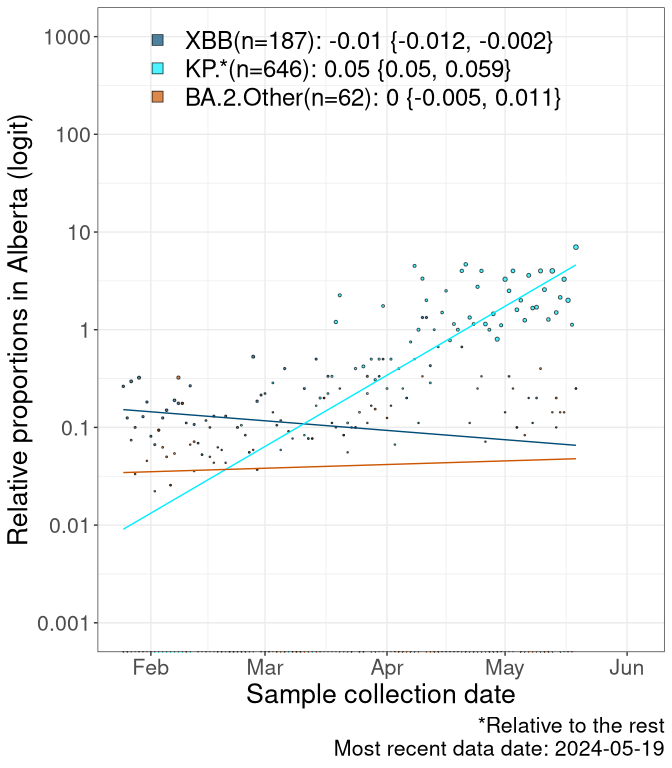 1000
100
10
1
0.1
0.01
0.001
Relative proportions in Alberta (logit)
XBB(n=187): -0.01 {-0.012, -0.002}
KP.*(n=646): 0.05 {0.05, 0.059}
BA.2.Other(n=62): 0 {-0.005, 0.011}
Feb Mar Apr May Jun
Sample collection date
*Relative to the rest
Most recent data date: 2024-05-19